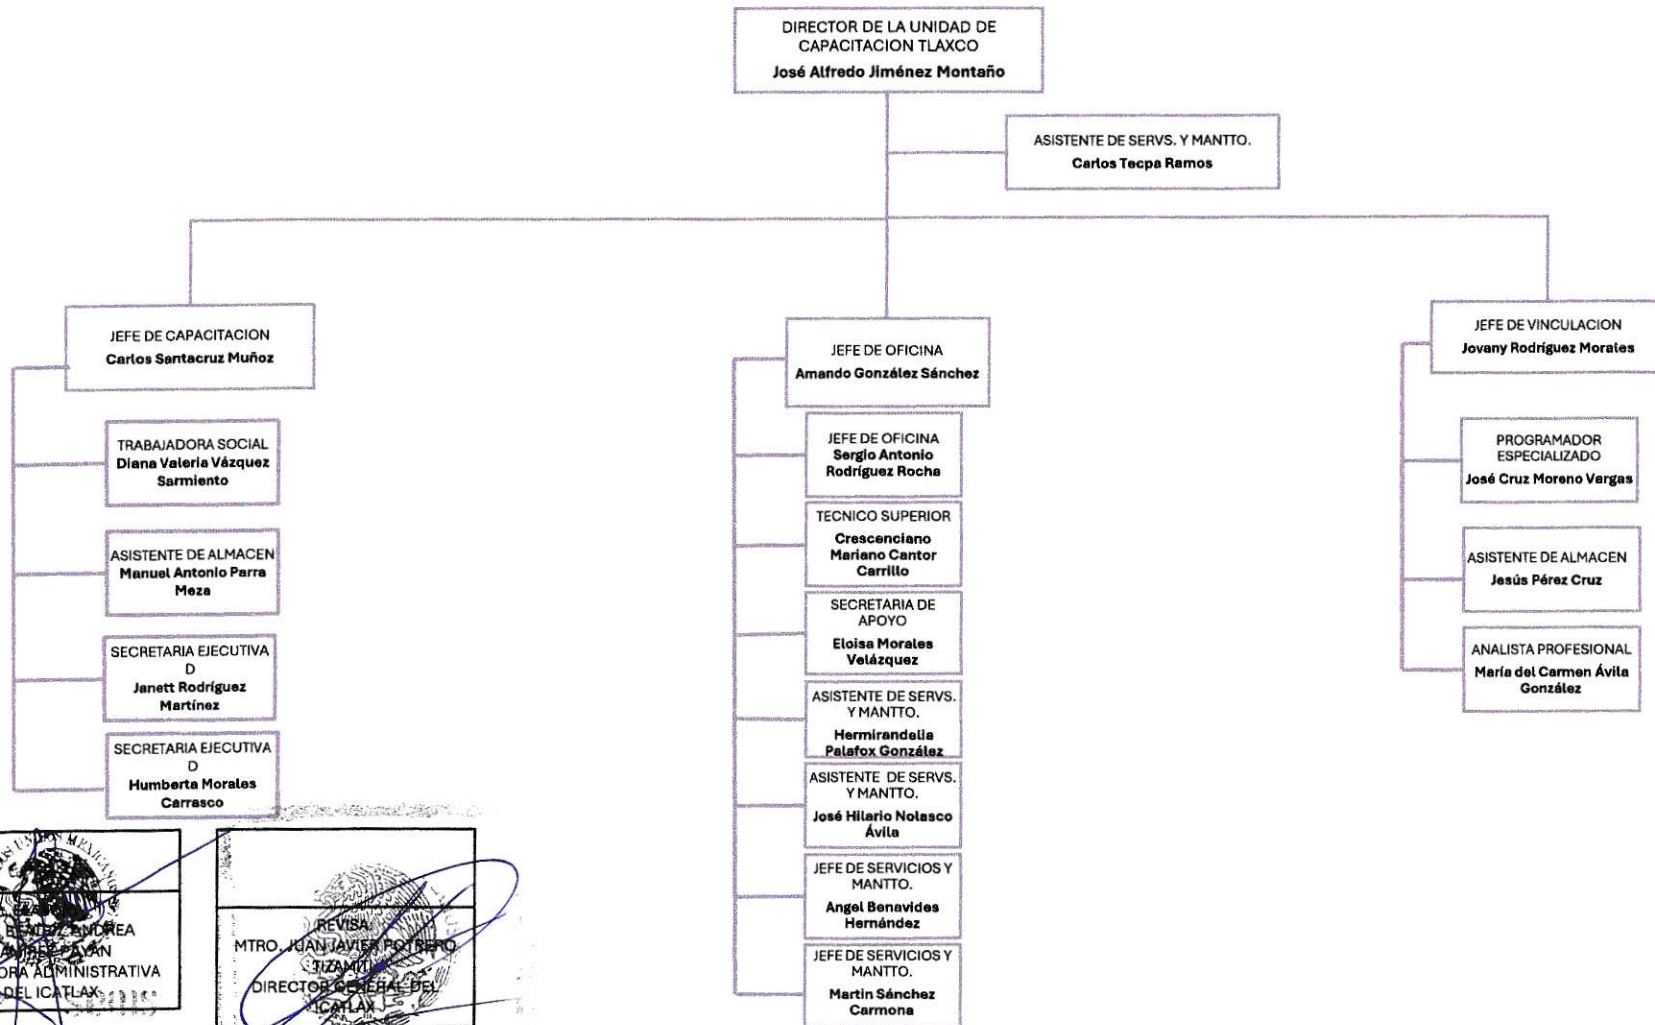 DIRECTOR DE LA UNIDAD DE
CAPACITACION TLAXCO
José Alfredo Jiménez Montaño
ASISTENTE DE SERVS. Y MANTTO.
Carlos Tecpa Ramos
JEFE DE CAPACITACION
Carlos Santacruz Muñoz
TRABAJADORA SOCIAL
Diana Valeria Vázquez
Sarmiento
ASISTENTE DE ALMACEN
Manuel Antonio Parra
Meza
SECRETARIA EJECUTIVA
D
Janett Rodríguez
Martínez
SECRETARIA EJECUTIVA
D
Humberta Morales
Carrasco
JEFE DE OFICINA
Amando González Sánchez
JEFE DE OFICINA
Sergio Antonio
Rodríguez Rocha
TECNICO SUPERIOR
Crescenciano
Mariano Cantor
Carrillo
SECRETARIA DE
APOYO
Eloisa Morales
Velázquez
ASISTENTE DE SERVS.
Y MANTTO.
Hermirandelia
Palafox González
ASISTENTE DE SERVS.
Y MANTTO.
José Hilario Nolasco
Ávila
JEFE DE SERVICIOS Y
MANTTO.
Angel Benavides
Hernández
JEFE DE SERVICIOS Y
MANTTO.
Martin Sánchez
Carmona
JEFE DE VINCULACION
Jovany Rodríguez Morales
PROGRAMADOR
ESPECIALIZADO
José Cruz Moreno Vargas
ASISTENTE DE ALMACEN
Jesús Pérez Cruz
ANALISTA PROFESIONAL
María del Carmen Ávila
González
ANDREA
PAYÁN
ORA ADMINISTRATIVA
DEL ICATLAX
REVISA:
MTRO. JUAN JAVIER POTRERO
TIZAMITL
DIRECTOR GENERAL DEL
ICATLAX